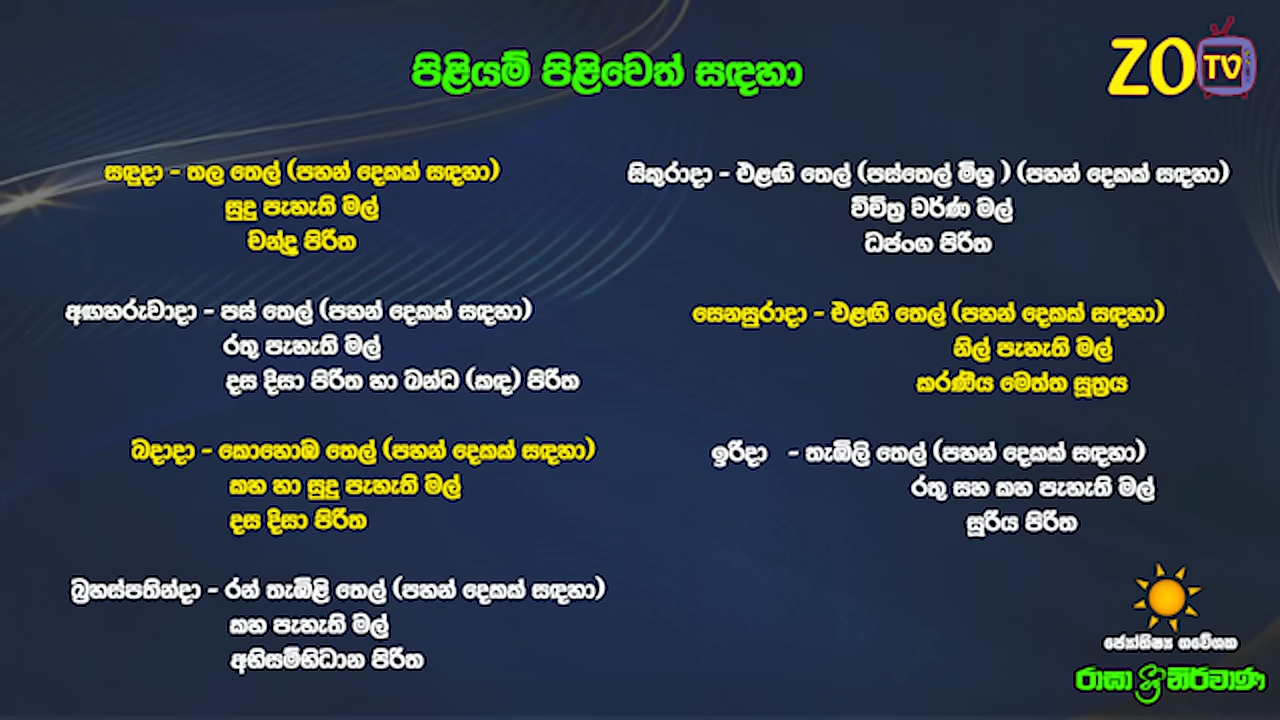 පිළියම් පිළිවෙත් සඳහා
ZO TV
සඳුදා - තල තෙල් (පහන් දෙකක් සඳහා)
සුදු පැහැති මල්
චන්ද්‍ර පිරිත
අඟහරුවාදා - පස් තෙල් (පහන් දෙකක් සඳහා)
රතු පැහැති මල්
දස දිසා පිරිත හා ඛන්ධ (කඳ) පිරිත
බදාදා - කොහොඹ තෙල් (පහන් දෙකක් සඳහා)
කහ හා සුදු පැහැති මල්
දස දිසා පිරිත
බ්‍රහස්පතින්දා - රන් තැඹිළි තෙල් (පහන් දෙකක් සඳහා)
කහ පැහැති මල්
අභිසම්භිධාන පිරිත
සිකුරාදා - එළඟි තෙල් (පස්තෙල් මිශ්‍ර ) (පහන් දෙකක් සඳහා)
විචිත්‍ර වර්ණ මල්
ධජංග පිරිත
සෙනසුරාදා - එළඟි තෙල් (පහන් දෙකක් සඳහා)
නිල් පැහැති මල්
කරණීය මෙත්ත සූත්‍රය
ඉරිදා - තැඹිලි තෙල් (පහන් දෙකක් සඳහා)
රතු සහ කහ පැහැති මල්
සූරිය පිරිත
ජ්‍යෝතිෂ්‍ය ගවේශක
රාඝා ශ්‍රී නිර්වාණ